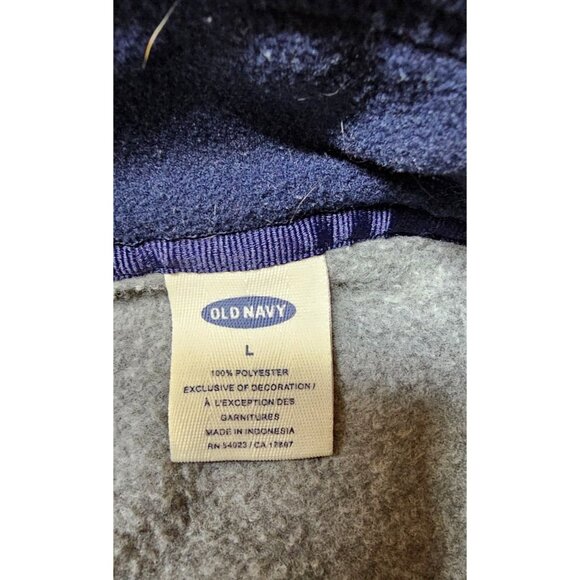 OLD NAVY
L
100% POLYESTER
EXCLUSIVE OF DECORATION /
À L'EXCEPTION DES
GARNITURES
MADE IN INDONESIA
RN 54023 / CA 17897